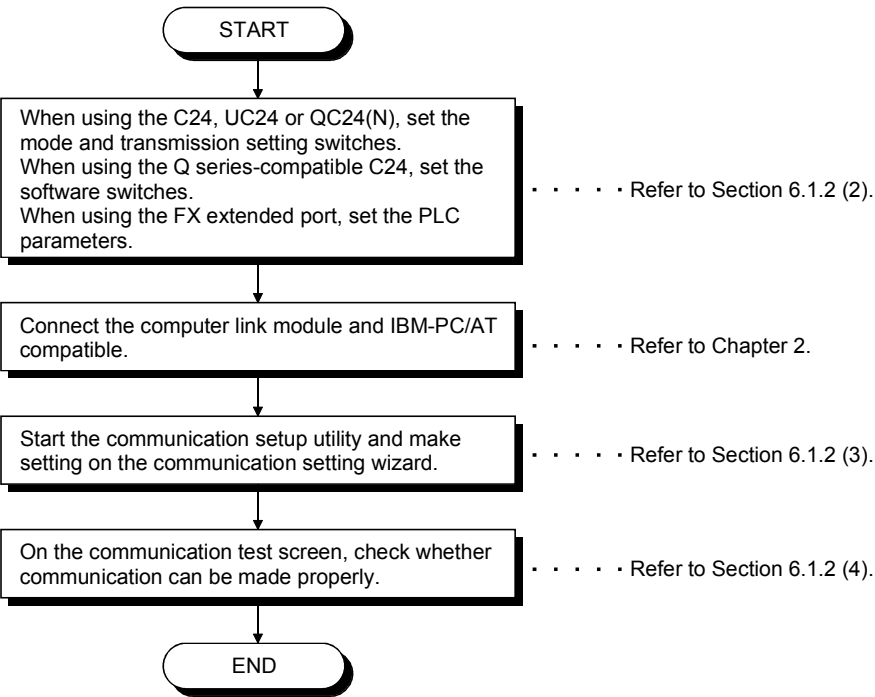 START
When using the C24, UC24 or QC24(N), set the
mode and transmission setting switches.
When using the Q series-compatible C24, set the
software switches.
When using the FX extended port, set the PLC
parameters.
· · · · · Refer to Section 6.1.2 (2).
Connect the computer link module and IBM-PC/AT
compatible.
· · · · · Refer to Chapter 2.
Start the communication setup utility and make
setting on the communication setting wizard.
· · · · · Refer to Section 6.1.2 (3).
On the communication test screen, check whether
communication can be made properly.
· · · · · Refer to Section 6.1.2 (4).
END